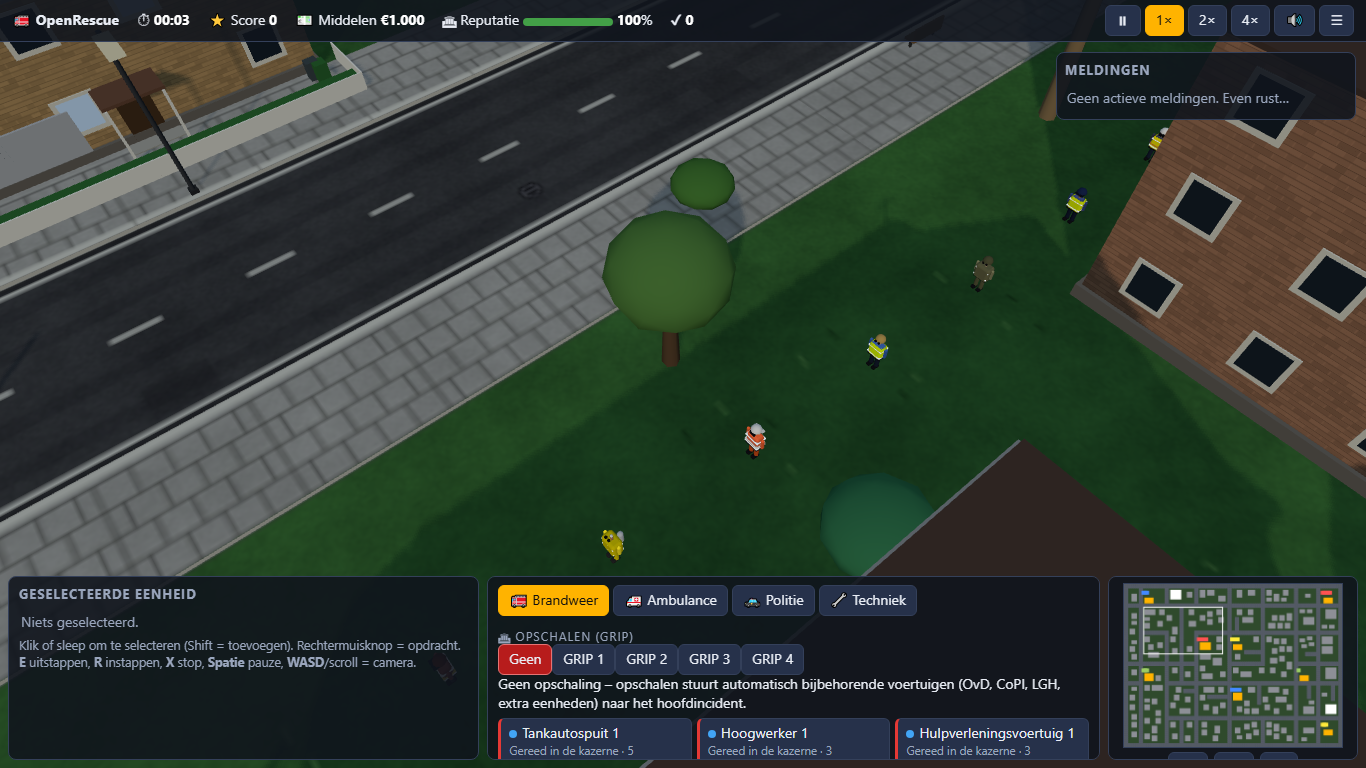 OpenRescue 00:03 Score 0 Middelen €1.000 Reputatie 100% ✓ 0
1× 2× 4×
MELDINGEN
Geen actieve meldingen. Even rust...
GESELECTEERDE EENHEID
Niets geselecteerd.
Klik of sleep om te selecteren (Shift = toevoegen). Rechtermuisknop = opdracht.
E uitstappen, R instappen, X stop, Spatie pauze, WASD/scroll = camera.
Brandweer Ambulance Politie Techniek
OPSCHALEN (GRIP)
Geen GRIP 1 GRIP 2 GRIP 3 GRIP 4
Geen opschaling – opschalen stuurt automatisch bijbehorende voertuigen (OvD, CoPI, LGH,
extra eenheden) naar het hoofdincident.
Tankautospuit 1 Hoogwerker 1 Hulpverleningsvoertuig 1
Gereed in de kazerne · 5 Gereed in de kazerne · 3 Gereed in de kazerne · 3